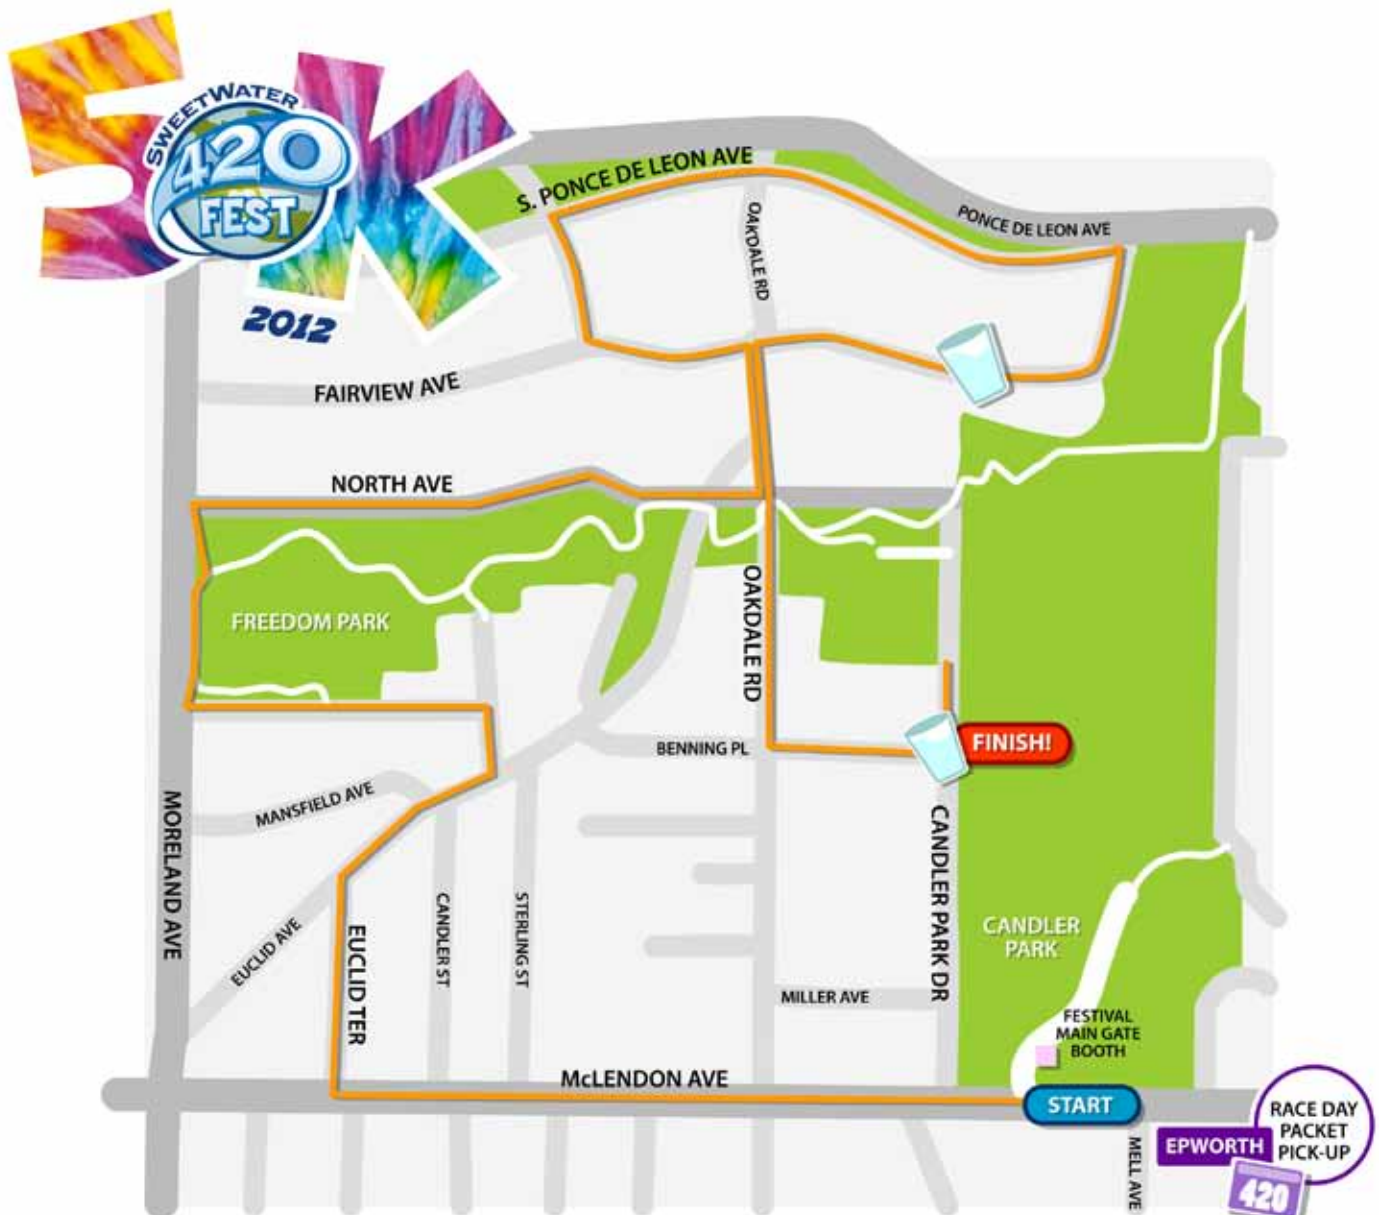 5K
SWEETWATER
420
FEST
2012
S. PONCE DE LEON AVE
PONCE DE LEON AVE
OAKDALE RD
FAIRVIEW AVE
NORTH AVE
FREEDOM PARK
OAKDALE RD
BENNING PL
FINISH!
MANSFIELD AVE
MORELAND AVE
EUCLID AVE
EUCLID TER
CANDLER ST
STERLING ST
CANDLER PARK DR
CANDLER
PARK
MILLER AVE
FESTIVAL
MAIN GATE
BOOTH
McLENDON AVE
START
MELL AVE
RACE DAY
PACKET
PICK-UP
EPWORTH
420